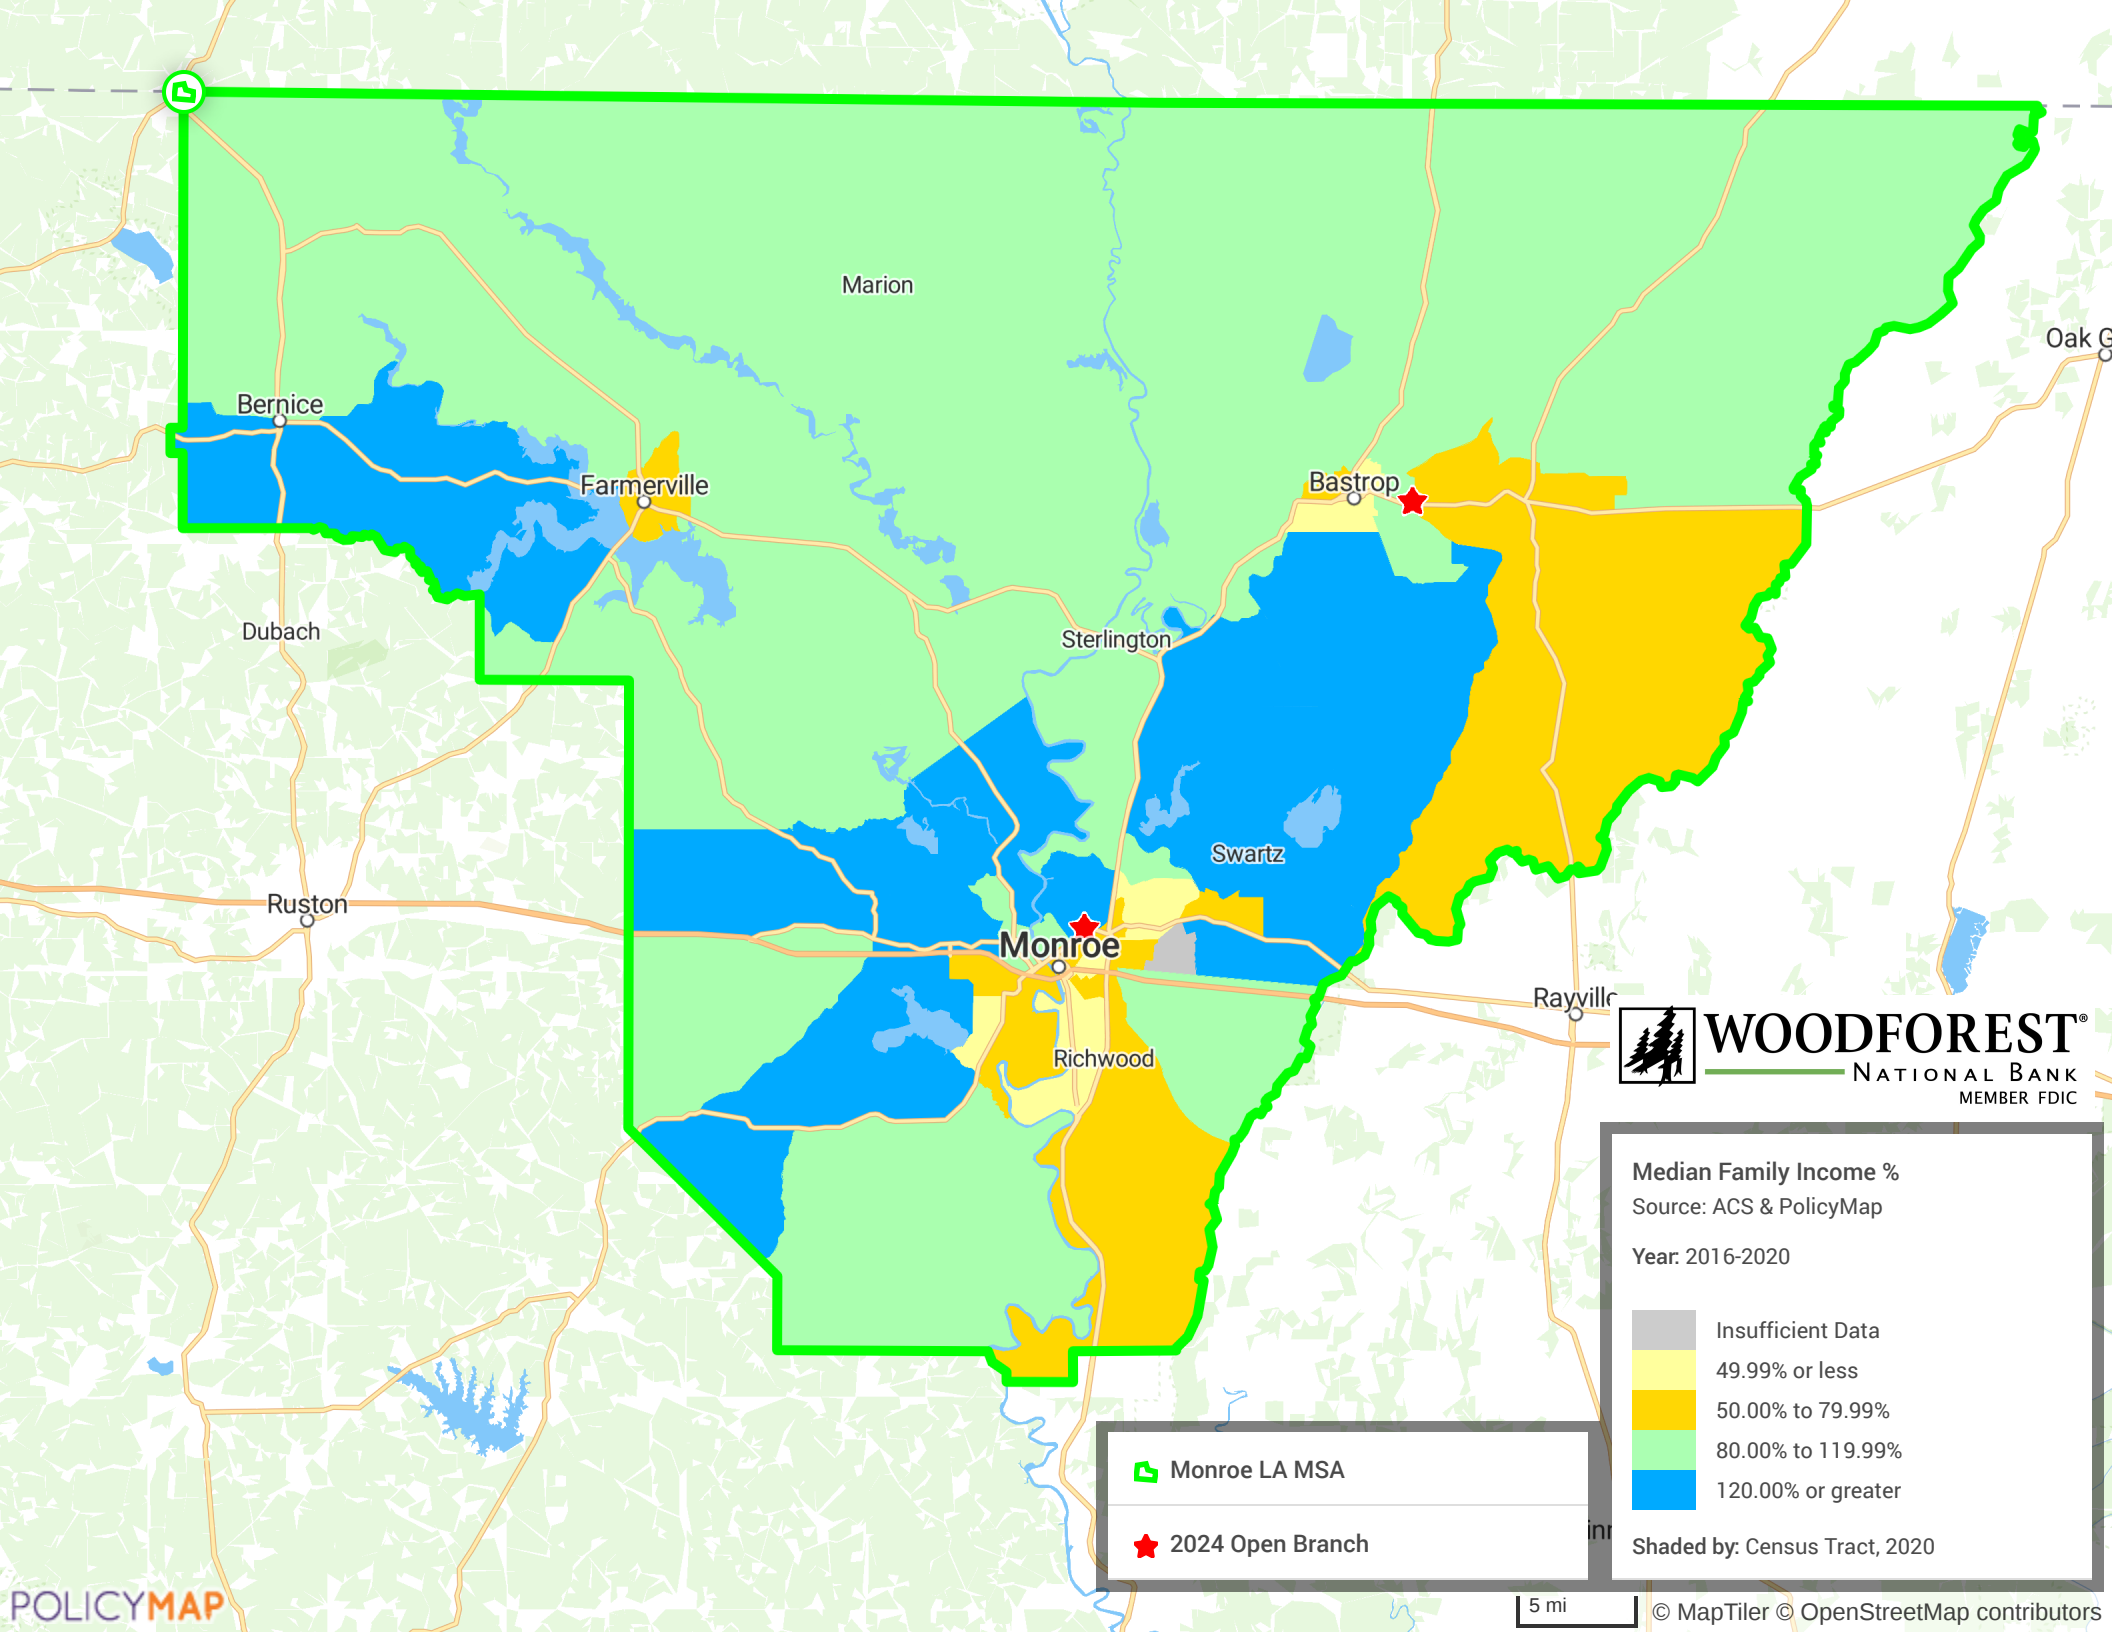 Marion
Oak G
Bernice
Farmerville
Bastrop
Dubach
Sterlington
Swartz
Ruston
Monroe
Rayville
Richwood
WOODFOREST®
NATIONAL BANK
MEMBER FDIC
Median Family Income %
Source: ACS & PolicyMap
Year: 2016-2020
Insufficient Data
49.99% or less
50.00% to 79.99%
80.00% to 119.99%
120.00% or greater
Shaded by: Census Tract, 2020
Monroe LA MSA
2024 Open Branch
POLICYMAP
5 mi
© MapTiler © OpenStreetMap contributors